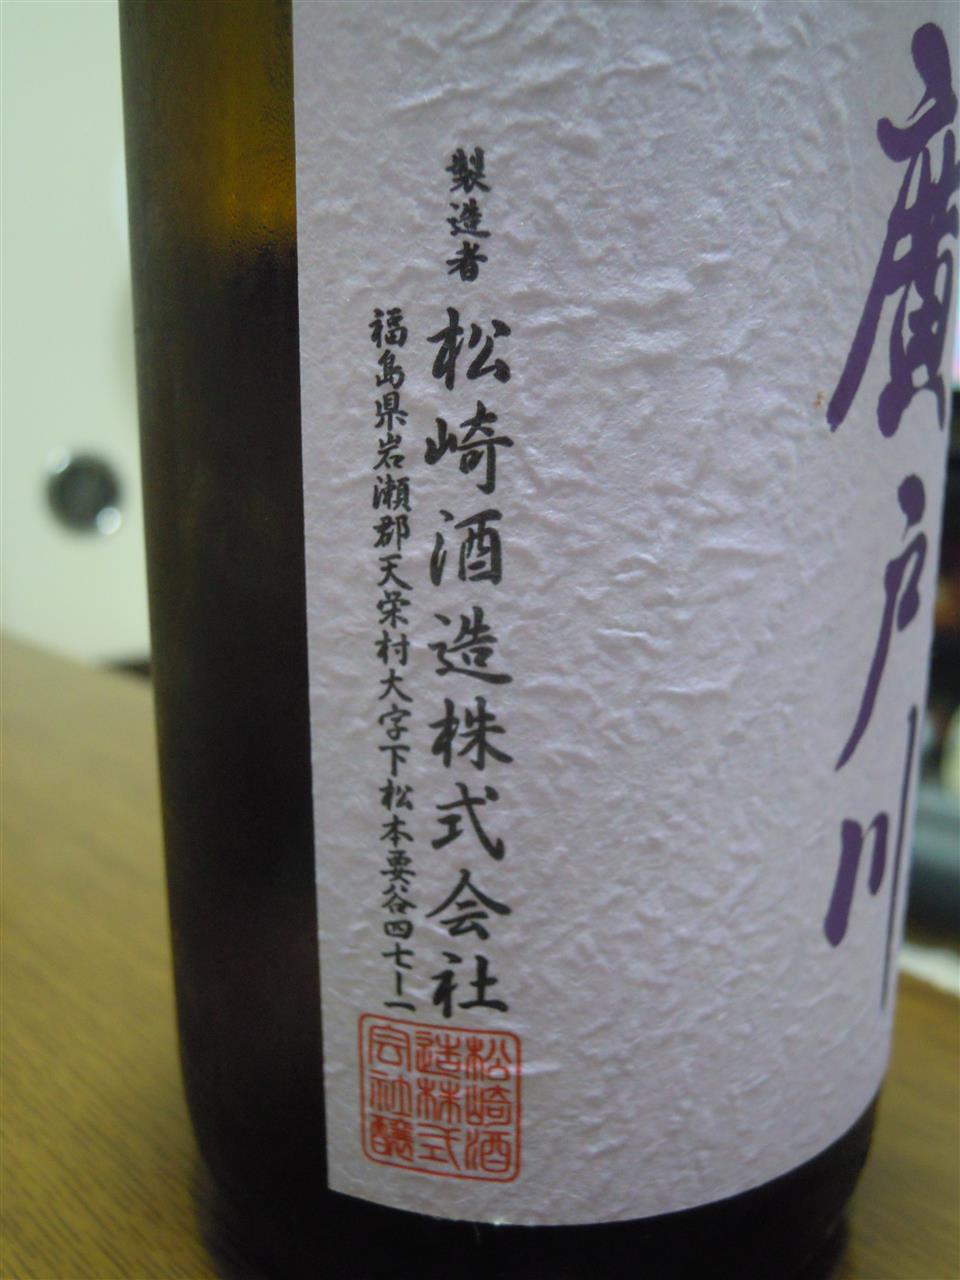 廣戸川
製造者 松崎酒造株式会社
福島県岩瀬郡天栄村大字下松本要谷四七ー一
松崎酒
造株式
会社醸